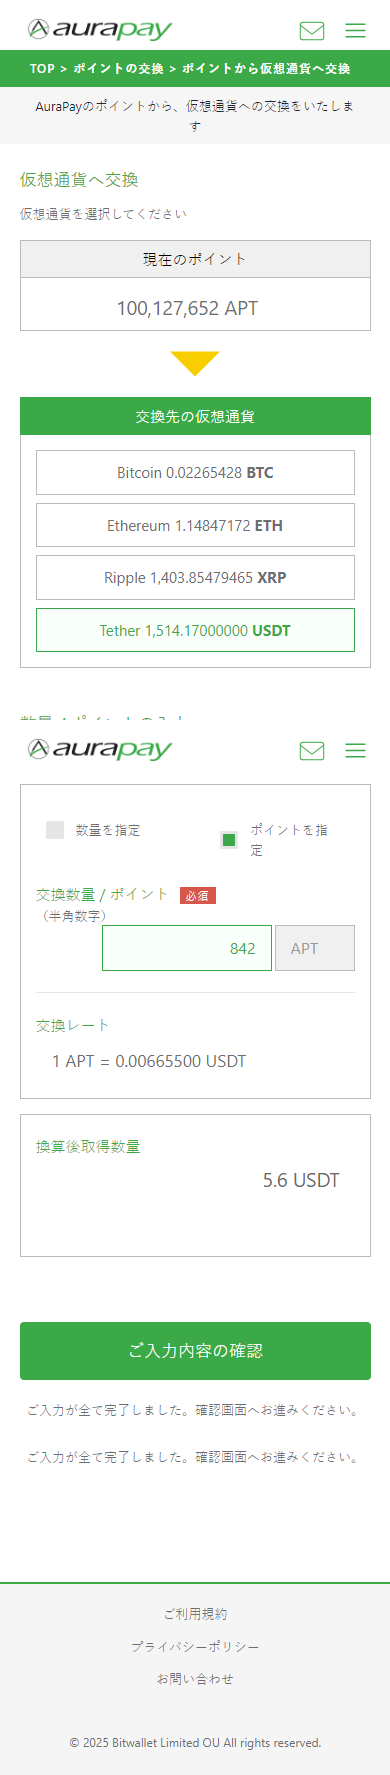 aurapay
TOP > ポイントの交換 > ポイントから仮想通貨へ交換
AuraPayのポイントから、仮想通貨への交換をいたしま
す
仮想通貨へ交換
仮想通貨を選択してください
現在のポイント
100,127,652 APT
交換先の仮想通貨
Bitcoin 0.02265428 BTC
Ethereum 1.14847172 ETH
Ripple 1,403.85479465 XRP
Tether 1,514.17000000 USDT
数量 / ポイントの入力
aurapay
数量を指定
ポイントを指
定
交換数量 / ポイント 必須
（半角数字）
842 APT
交換レート
1 APT = 0.00665500 USDT
換算後取得数量
5.6 USDT
ご入力内容の確認
ご入力が全て完了しました。確認画面へお進みください。
ご入力が全て完了しました。確認画面へお進みください。
ご利用規約
プライバシーポリシー
お問い合わせ
© 2025 Bitwallet Limited OU All rights reserved.